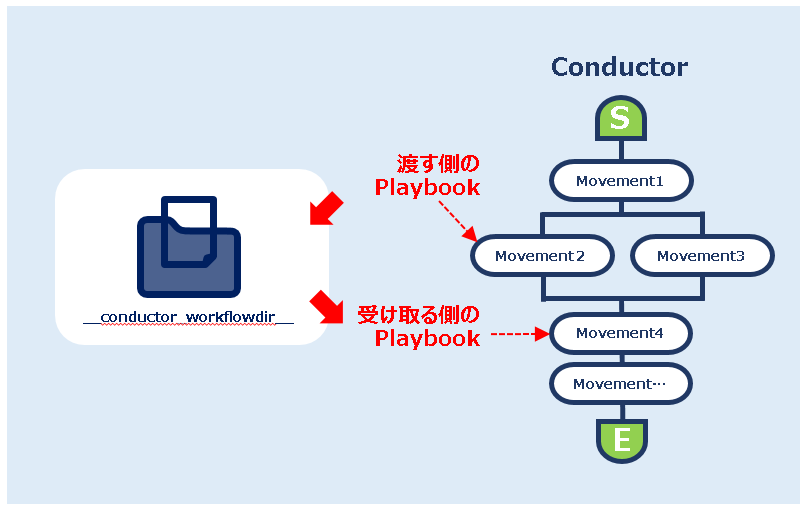 Conductor
S
渡す側の
Playbook
Movement1
Movement2
Movement3
__conductor_workflowdir__
受け取る側の
Playbook
Movement4
Movement…
E